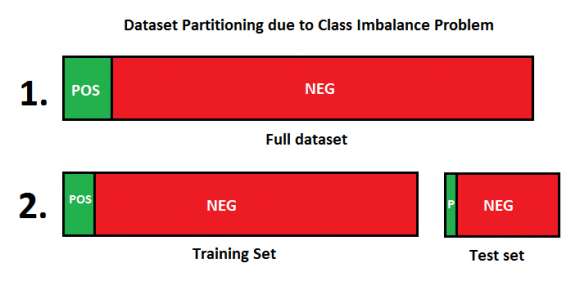 Dataset Partitioning due to Class Imbalance Problem
1.
POS
NEG
Full dataset
2.
POS
NEG
P
NEG
Training Set
Test set